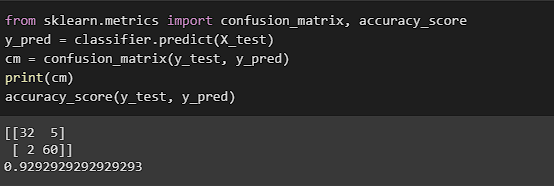 from sklearn.metrics import confusion_matrix, accuracy_score
y_pred = classifier.predict(X_test)
cm = confusion_matrix(y_test, y_pred)
print(cm)
accuracy_score(y_test, y_pred)
[[32  5]
 [ 2 60]]
0.9292929292929293